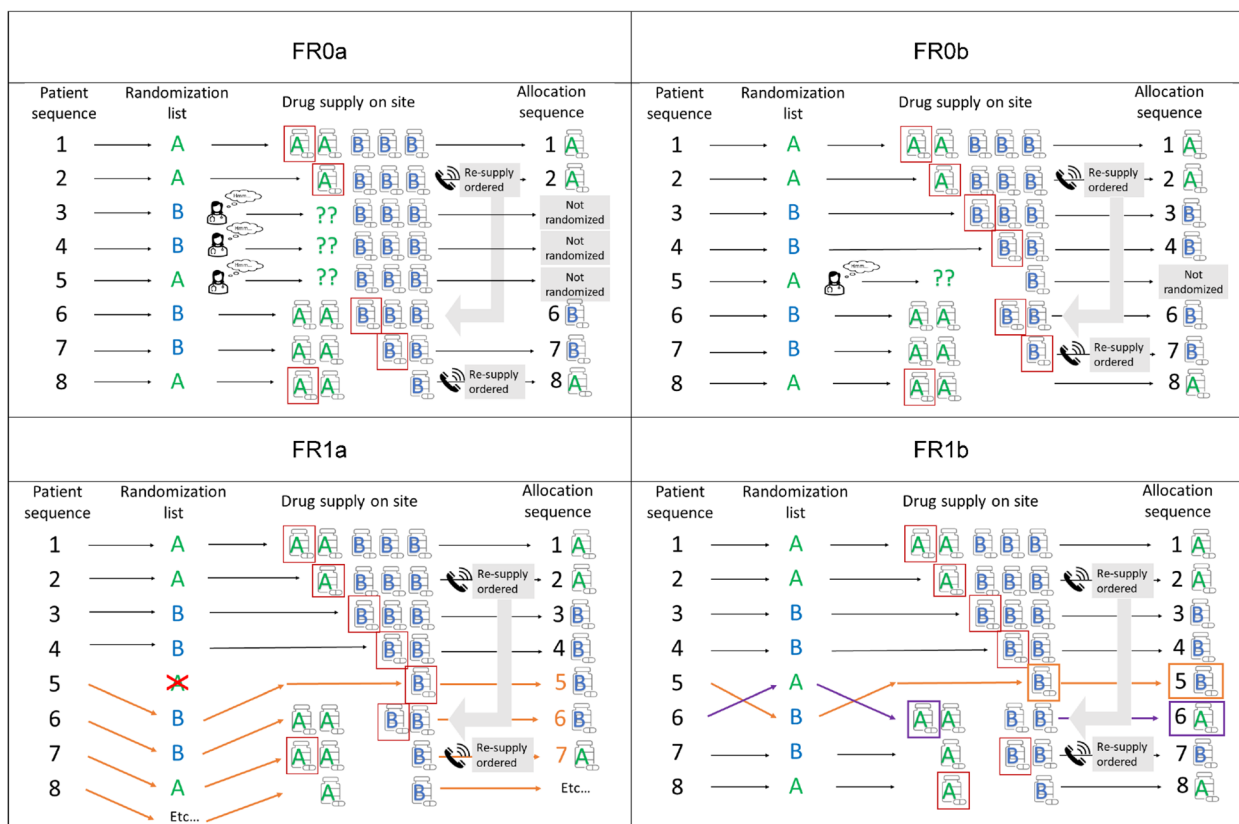 FR0a
Patient sequence
Randomization list
Drug supply on site
Allocation sequence
1 A A A B B B 1 A
2 A A B B B Re-supply ordered 2 A
3 B Hmm... ?? B B B Not randomized
4 B Hmm... ?? B B B Not randomized
5 A Hmm... ?? B B B Not randomized
6 B A A B B B 6 B
7 B A A B B 7 B
8 A A A B Re-supply ordered 8 A
FR0b
Patient sequence
Randomization list
Drug supply on site
Allocation sequence
1 A A A B B B 1 A
2 A A B B B Re-supply ordered 2 A
3 B B B B 3 B
4 B B B 4 B
5 A Hmm... ?? B Not randomized
6 B A A B B 6 B
7 B A A B Re-supply ordered 7 B
8 A A A 8 A
FR1a
Patient sequence
Randomization list
Drug supply on site
Allocation sequence
1 A A A B B B 1 A
2 A A B B B Re-supply ordered 2 A
3 B B B B 3 B
4 B B B 4 B
5 A B 5 B
6 B A A B B 6 B
7 B A A B Re-supply ordered 7 A
8 A A B Etc...
Etc...
FR1b
Patient sequence
Randomization list
Drug supply on site
Allocation sequence
1 A A A B B B 1 A
2 A A B B B Re-supply ordered 2 A
3 B B B B 3 B
4 B B B 4 B
5 A B 5 B
6 B A A B B 6 A
7 B A B B Re-supply ordered 7 B
8 A A B 8 A